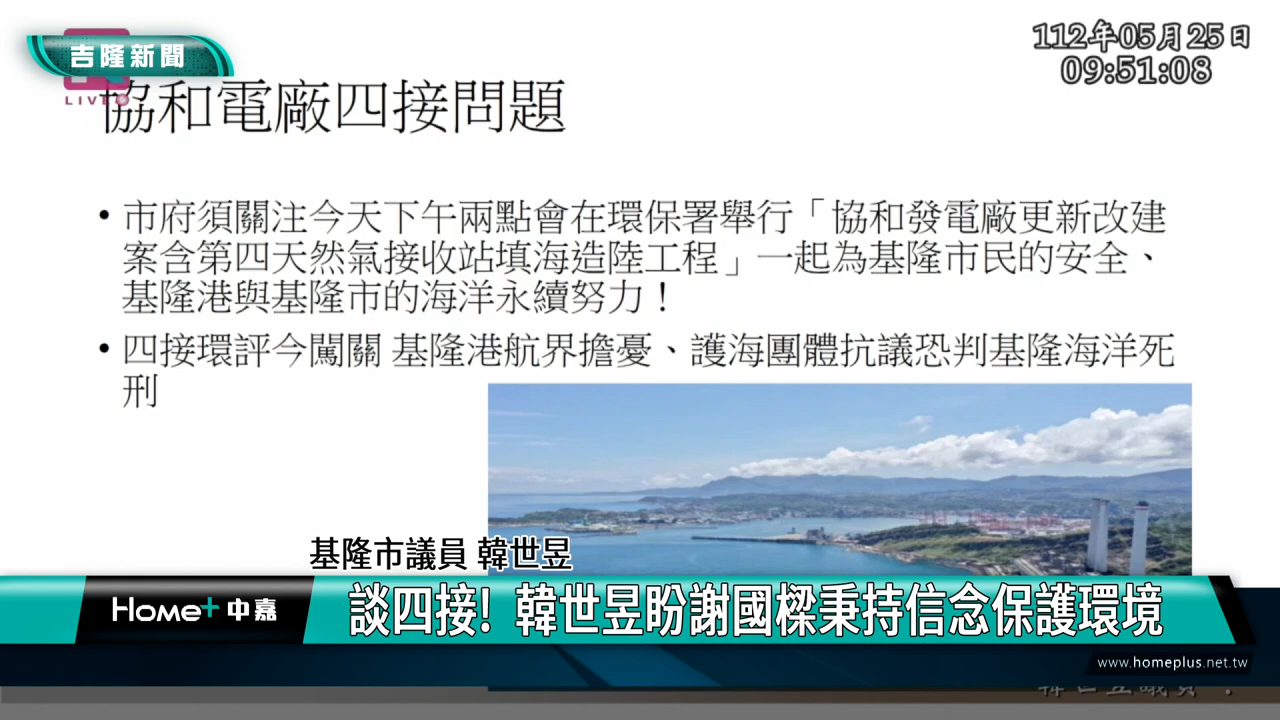 吉隆新聞
LIVE
112年05月25日
09:51:08
協和電廠四接問題
• 市府須關注今天下午兩點會在環保署舉行「協和發電廠更新改建
案含第四天然氣接收站填海造陸工程」一起為基隆市民的安全、
基隆港與基隆市的海洋永續努力！
• 四接環評今闖關 基隆港航界擔憂、護海團體抗議恐判基隆海洋死
刑
基隆市議員 韓世昱
Home+ 中嘉
談四接! 韓世昱盼謝國樑秉持信念保護環境
www.homeplus.net.tw